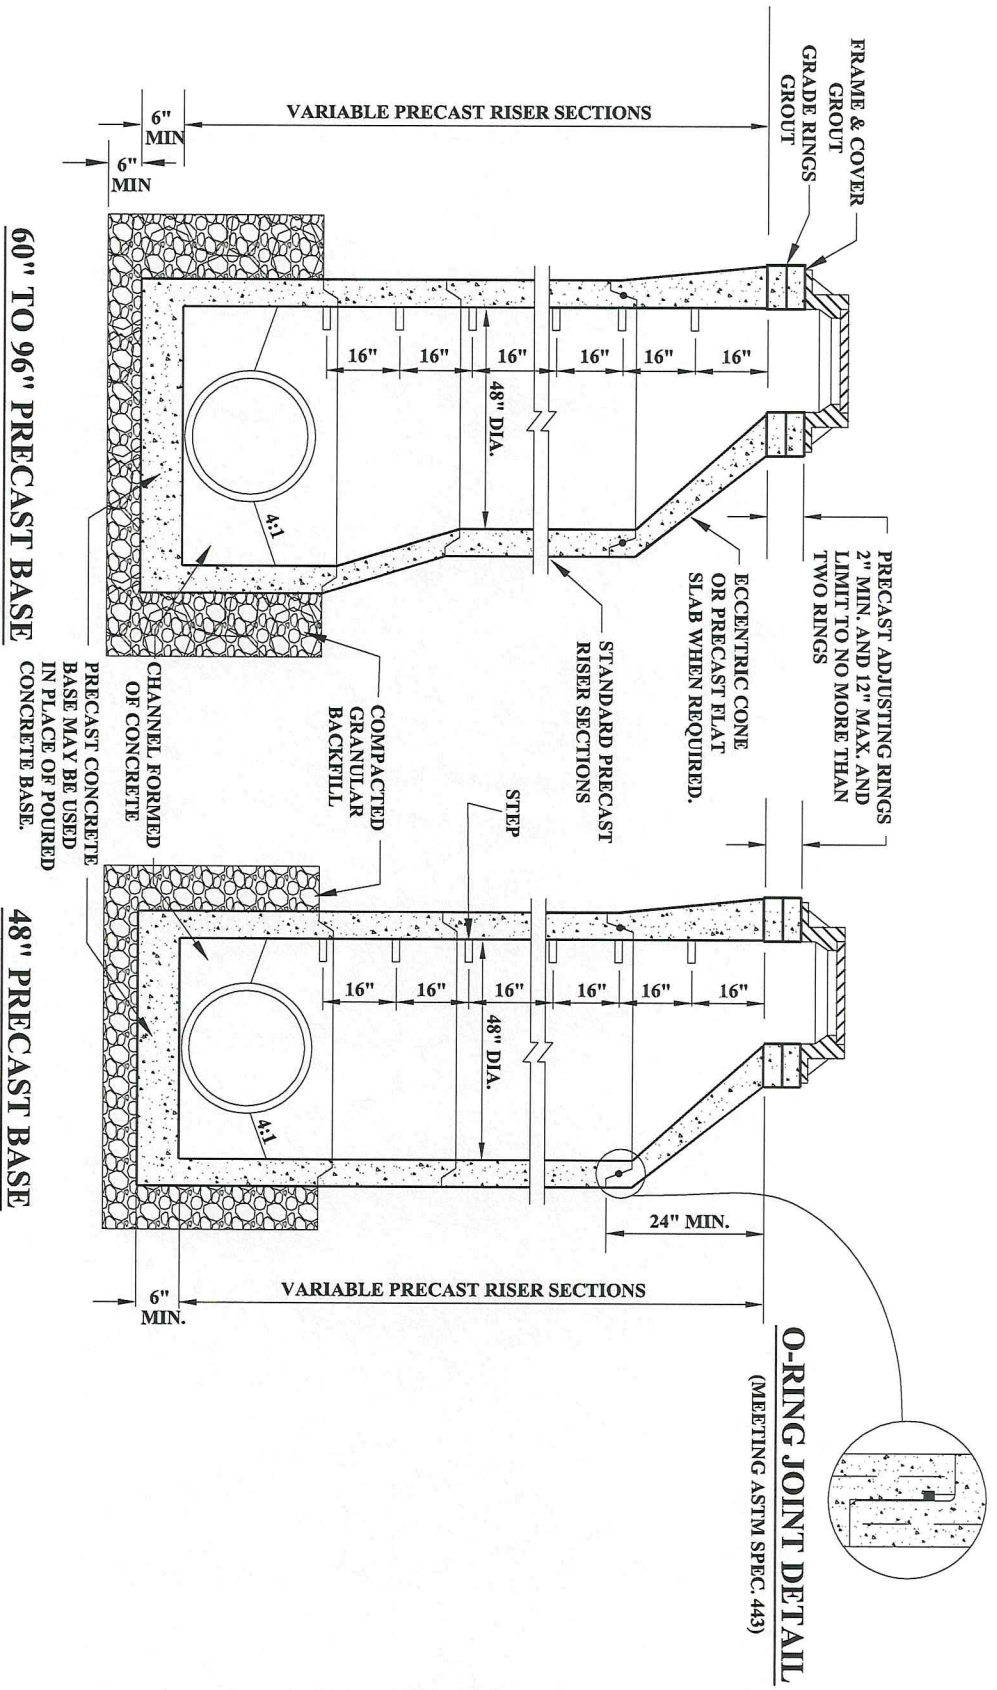 FRAME & COVER
GROUT
GRADE RINGS
GROUT
VARIABLE PRECAST RISER SECTIONS
6"
MIN
6"
MIN
16"
16"
16"
16"
16"
16"
48" DIA.
4:1
60" TO 96" PRECAST BASE
PRECAST ADJUSTING RINGS
2" MIN. AND 12" MAX. AND
LIMIT TO NO MORE THAN
TWO RINGS
ECCENTRIC CONE
OR PRECAST FLAT
SLAB WHEN REQUIRED.
STANDARD PRECAST
RISER SECTIONS
STEP
COMPACTED
GRANULAR
BACKFILL
CHANNEL FORMED
OF CONCRETE
PRECAST CONCRETE
BASE MAY BE USED
IN PLACE OF POURED
CONCRETE BASE.
16"
16"
16"
16"
16"
16"
48" DIA.
4:1
24" MIN.
VARIABLE PRECAST RISER SECTIONS
6"
MIN.
48" PRECAST BASE
O-RING JOINT DETAIL
(MEETING ASTM SPEC. 443)